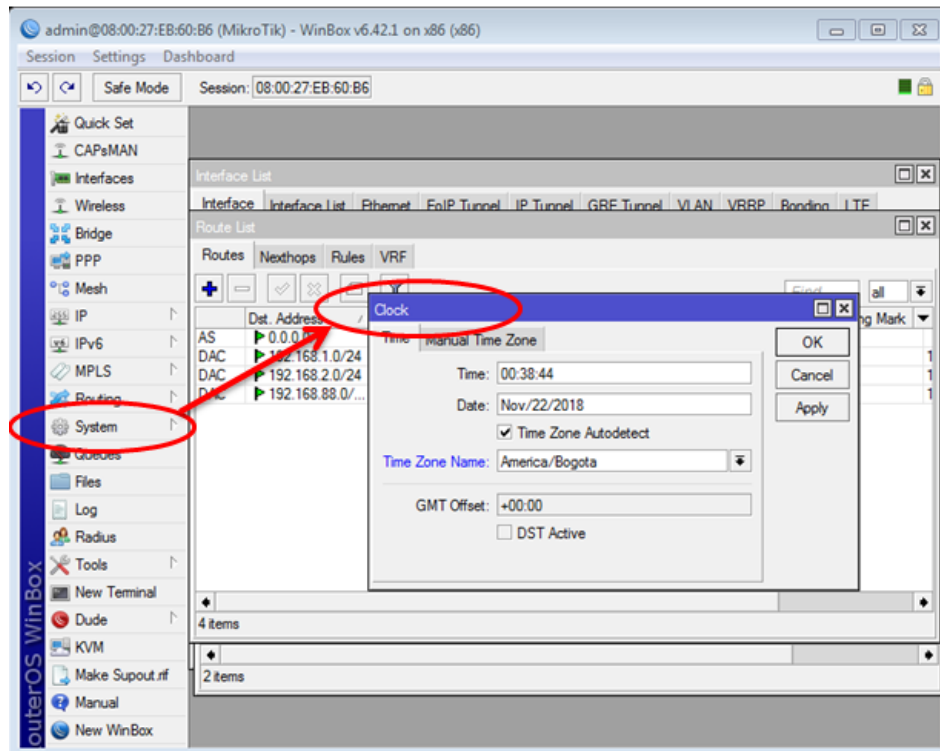 admin@08:00:27:EB:60:B6 (MikroTik) - WinBox v6.42.1 on x86 (x86)
Session Settings Dashboard
Safe Mode Session: 08:00:27:EB:60:B6
Quick Set
CAPsMAN
Interfaces
Wireless
Bridge
PPP
Mesh
IP
IPv6
MPLS
Routing
System
Queues
Files
Log
Radius
Tools
New Terminal
Dude
KVM
Make Supout.rif
Manual
New WinBox
outerOS WinBox
Interface List
Interface Interface List Ethernet EoIP Tunnel IP Tunnel GRE Tunnel VLAN VRRP Bonding LTE
Route List
Routes Nexthops Rules VRF
Find all
Dst. Address ng Mark
AS 0.0.0.0
DAC 192.168.1.0/24 1
DAC 192.168.2.0/24 1
DAC 192.168.88.0/... 1
4 items
2 items
Clock
Time Manual Time Zone
Time: 00:38:44
Date: Nov/22/2018
Time Zone Autodetect
Time Zone Name: America/Bogota
GMT Offset: +00:00
DST Active
OK
Cancel
Apply